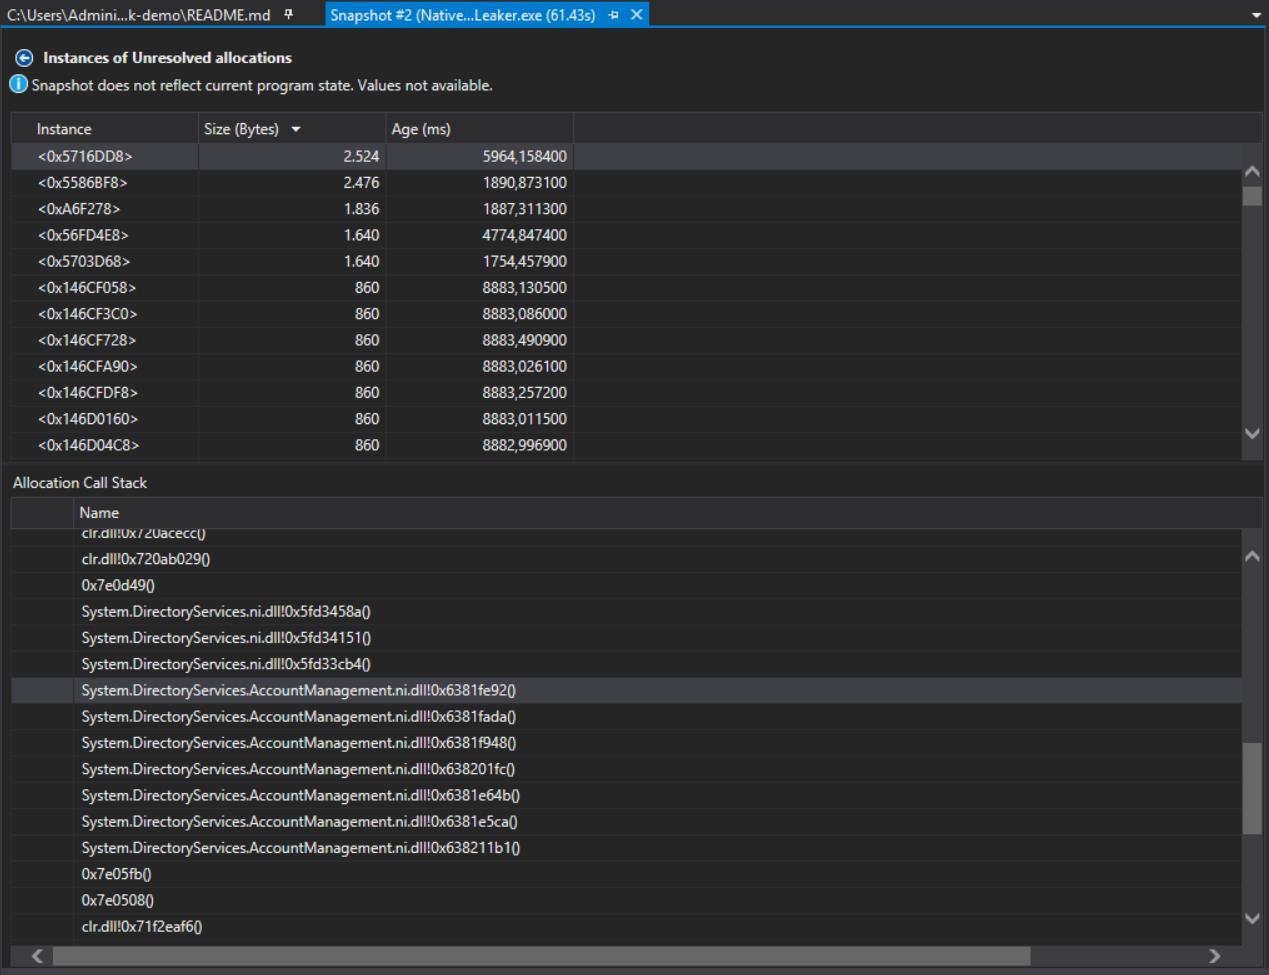 C:\Users\Admini...k-demo\README.md Snapshot #2 (Native...Leaker.exe (61.43s)
Instances of Unresolved allocations
Snapshot does not reflect current program state. Values not available.
Instance Size (Bytes) Age (ms)
<0x5716DD8> 2.524 5964,158400
<0x5586BF8> 2.476 1890,873100
<0xA6F278> 1.836 1887,311300
<0x56FD4E8> 1.640 4774,847400
<0x5703D68> 1.640 1754,457900
<0x146CF058> 860 8883,130500
<0x146CF3C0> 860 8883,086000
<0x146CF728> 860 8883,490900
<0x146CFA90> 860 8883,026100
<0x146CFDF8> 860 8883,257200
<0x146D0160> 860 8883,011500
<0x146D04C8> 860 8882,996900
Allocation Call Stack
Name
clr.dll!0x720acecc()
clr.dll!0x720ab029()
0x7e0d49()
System.DirectoryServices.ni.dll!0x5fd3458a()
System.DirectoryServices.ni.dll!0x5fd34151()
System.DirectoryServices.ni.dll!0x5fd33cb4()
System.DirectoryServices.AccountManagement.ni.dll!0x6381fe92()
System.DirectoryServices.AccountManagement.ni.dll!0x6381fada()
System.DirectoryServices.AccountManagement.ni.dll!0x6381f948()
System.DirectoryServices.AccountManagement.ni.dll!0x638201fc()
System.DirectoryServices.AccountManagement.ni.dll!0x6381e64b()
System.DirectoryServices.AccountManagement.ni.dll!0x6381e5ca()
System.DirectoryServices.AccountManagement.ni.dll!0x638211b1()
0x7e05fb()
0x7e0508()
clr.dll!0x71f2eaf6()